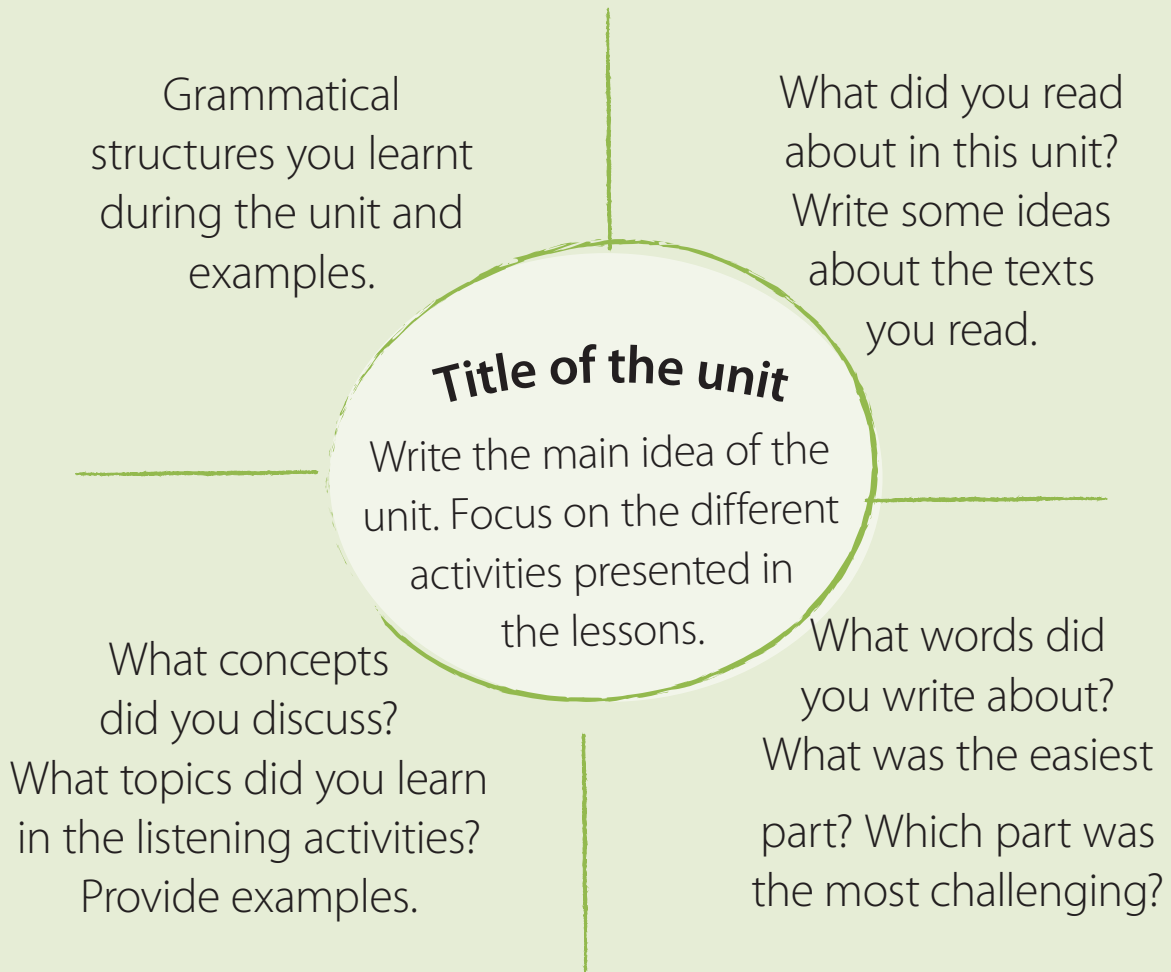 Grammatical
structures you learnt
during the unit and
examples.
What did you read
about in this unit?
Write some ideas
about the texts
you read.
Title of the unit
Write the main idea of the
unit. Focus on the different
activities presented in
the lessons.
What concepts
did you discuss?
What topics did you learn
in the listening activities?
Provide examples.
What words did
you write about?
What was the easiest
part? Which part was
the most challenging?